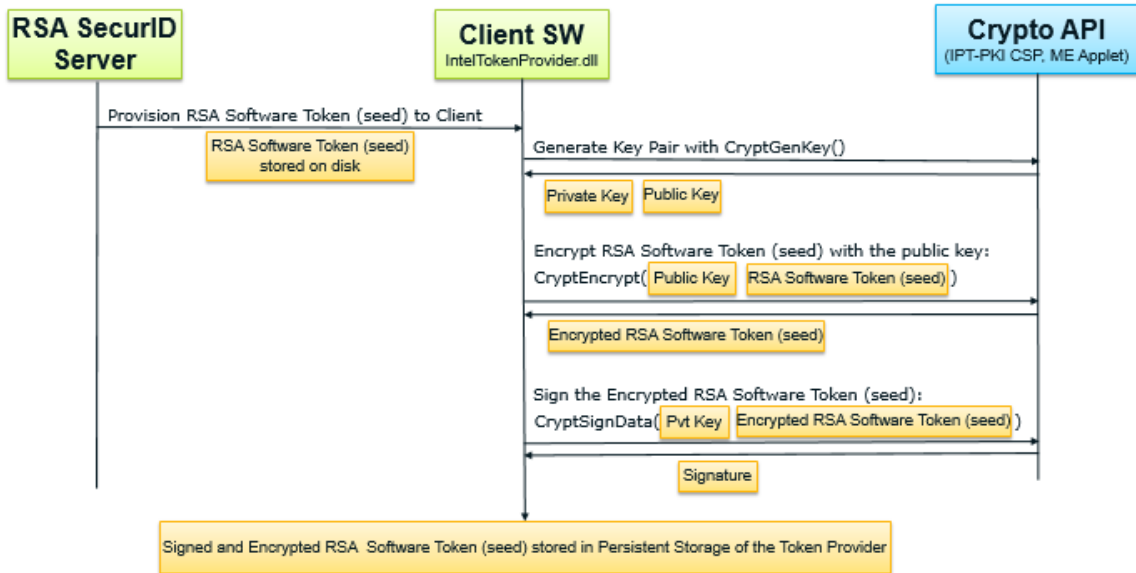 RSA SecurID
Server
Client SW
IntelTokenProvider.dll
Crypto API
(IPT-PKI CSP, ME Applet)
Provision RSA Software Token (seed) to Client
RSA Software Token (seed)
stored on disk
Generate Key Pair with CryptGenKey()
Private Key Public Key
Encrypt RSA Software Token (seed) with the public key:
CryptEncrypt( Public Key RSA Software Token (seed) )
Encrypted RSA Software Token (seed)
Sign the Encrypted RSA Software Token (seed):
CryptSignData( Pvt Key Encrypted RSA Software Token (seed) )
Signature
Signed and Encrypted RSA Software Token (seed) stored in Persistent Storage of the Token Provider